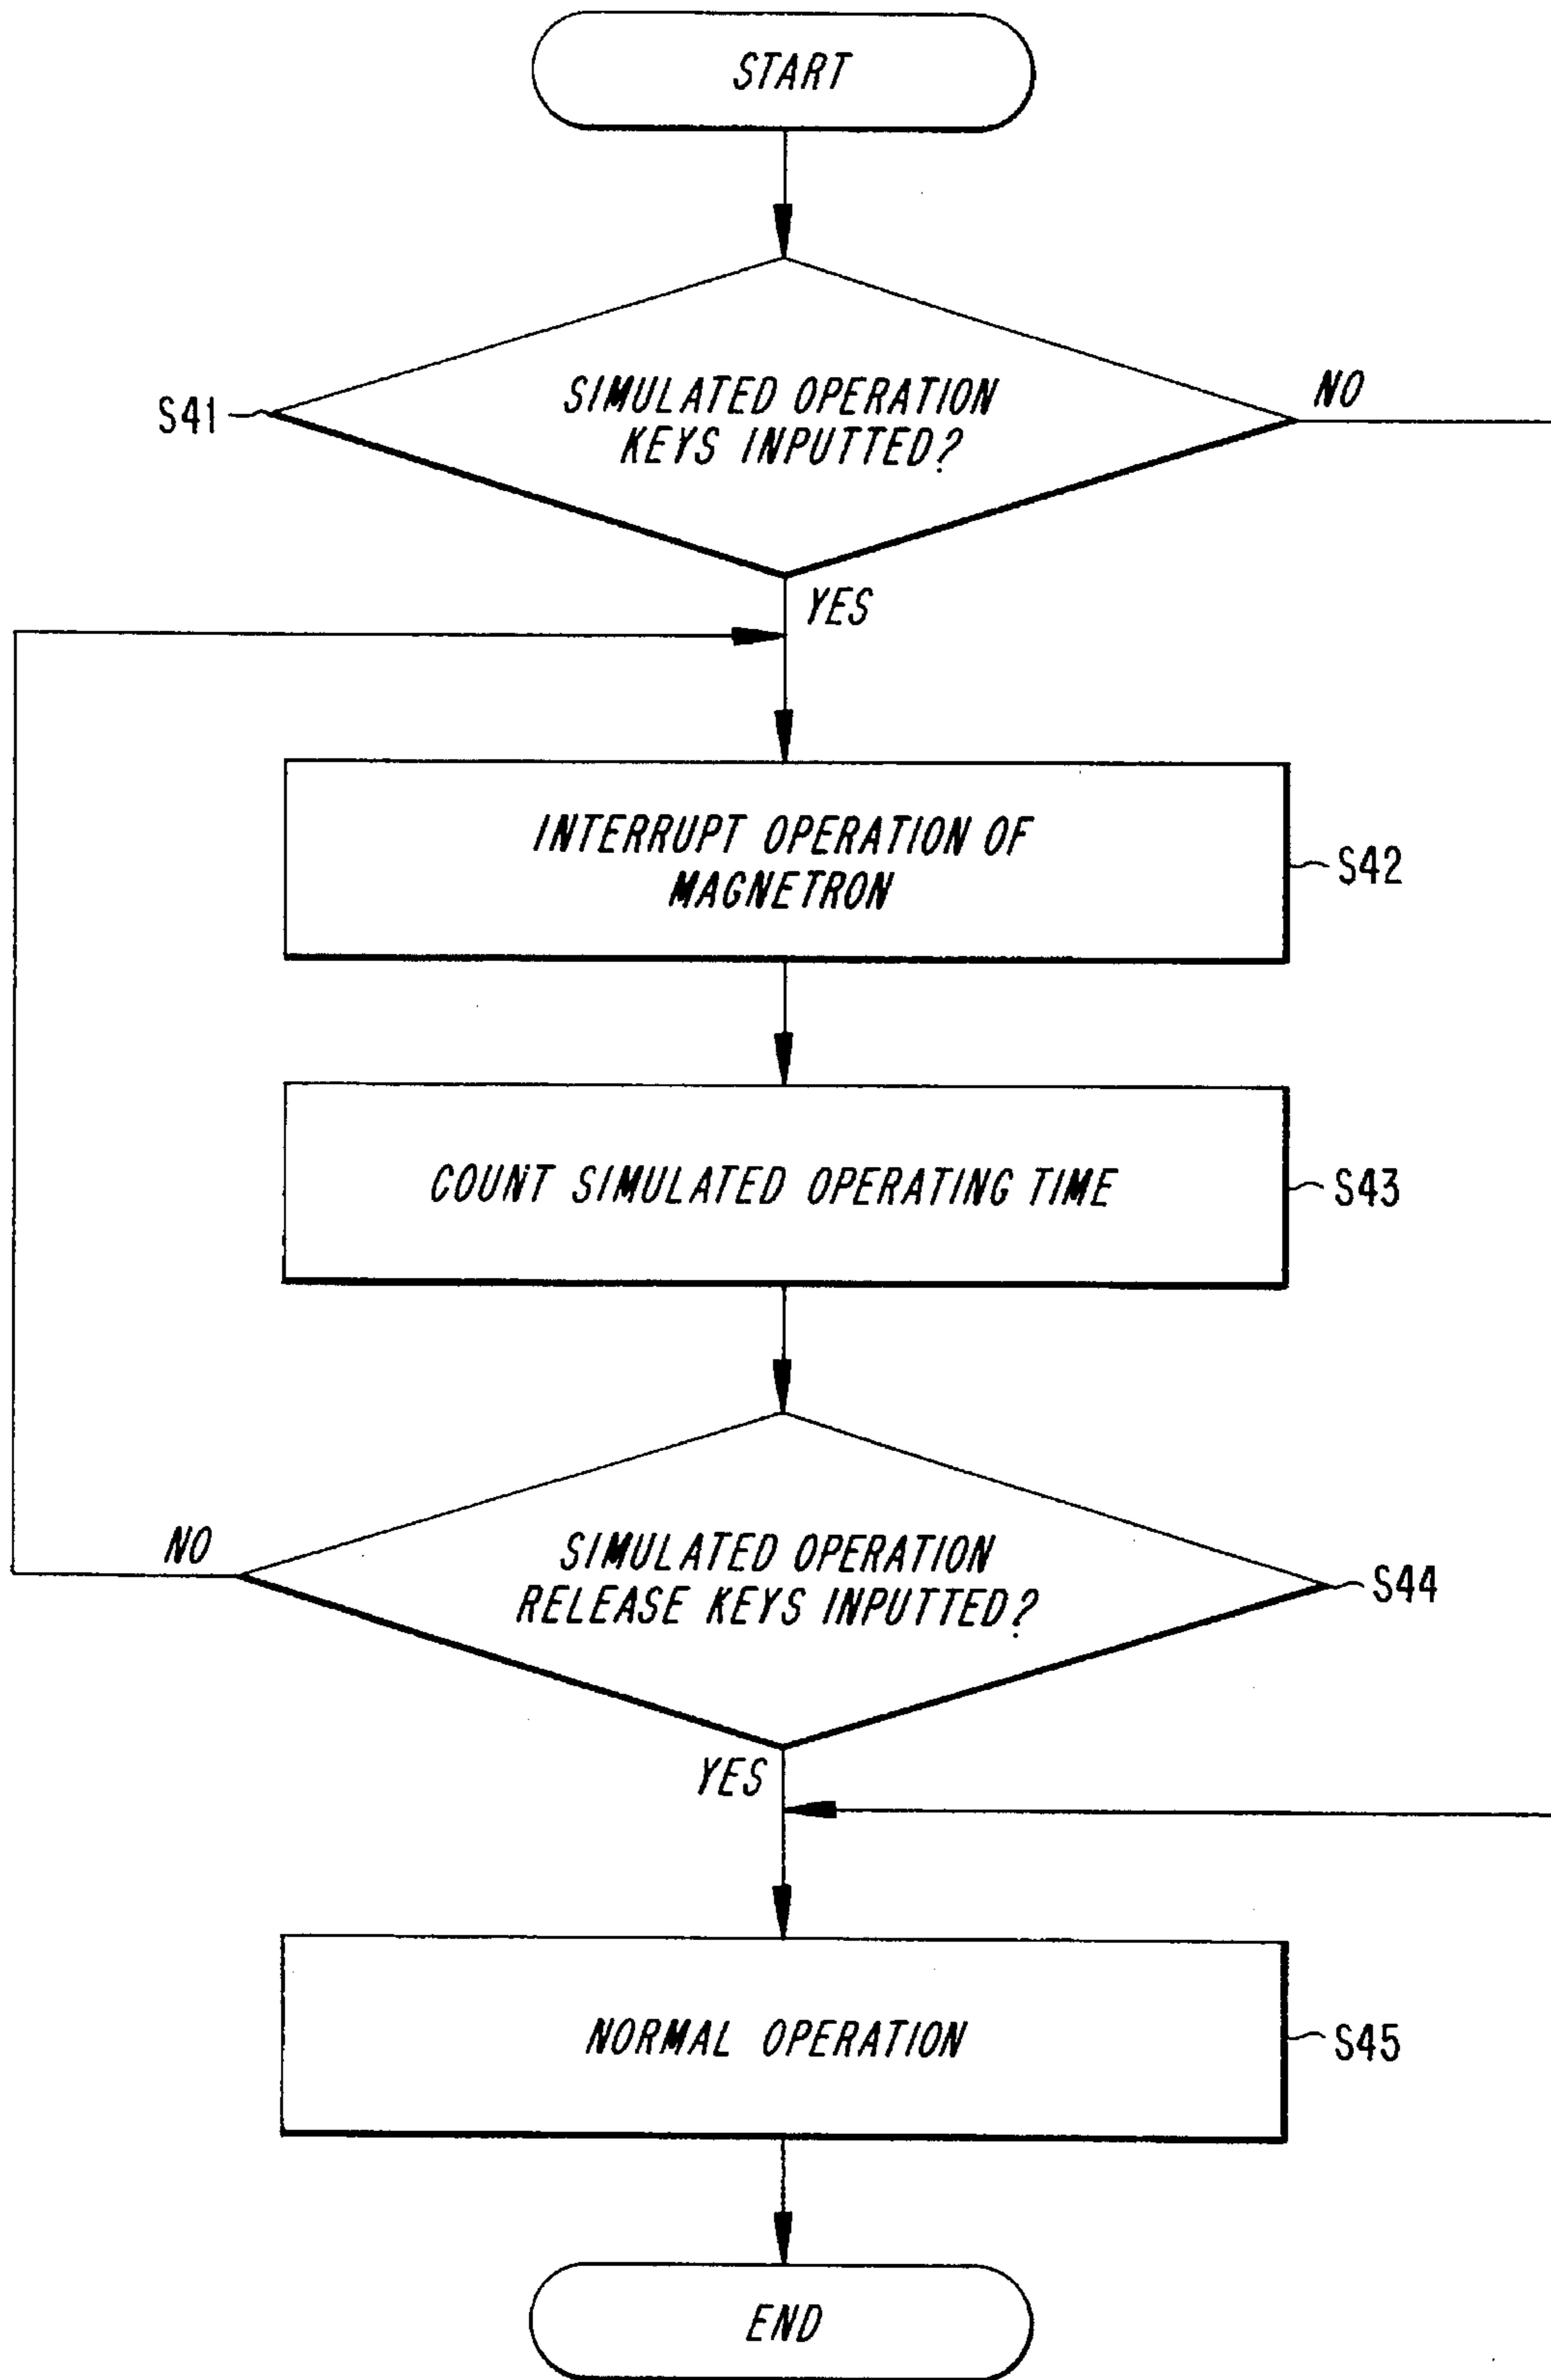 START
SIMULATED OPERATION
KEYS INPUTTED?
S41
NO
YES
INTERRUPT OPERATION OF
MAGNETRON
S42
COUNT SIMULATED OPERATING TIME
S43
NO
SIMULATED OPERATION
RELEASE KEYS INPUTTED?
S44
YES
NORMAL OPERATION
S45
END